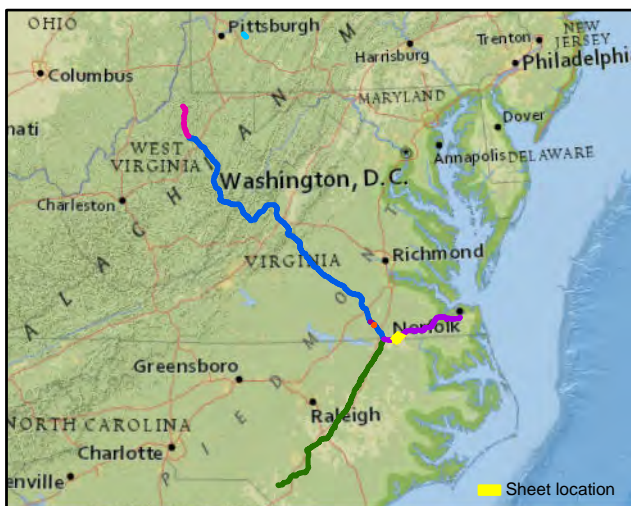 OHIO
Pittsburgh
NEW
JERSEY
Trenton
Harrisburg
Philadelphia
Columbus
MARYLAND
nati
Dover
WEST
VIRGINIA
Annapolis
DELAWARE
Washington, D.C.
Charleston
A P P A L A C H I A N M
Richmond
VIRGINIA
Norfolk
Greensboro
P I E D M O N T
Raleigh
NORTH CAROLINA
Charlotte
enville
Sheet location